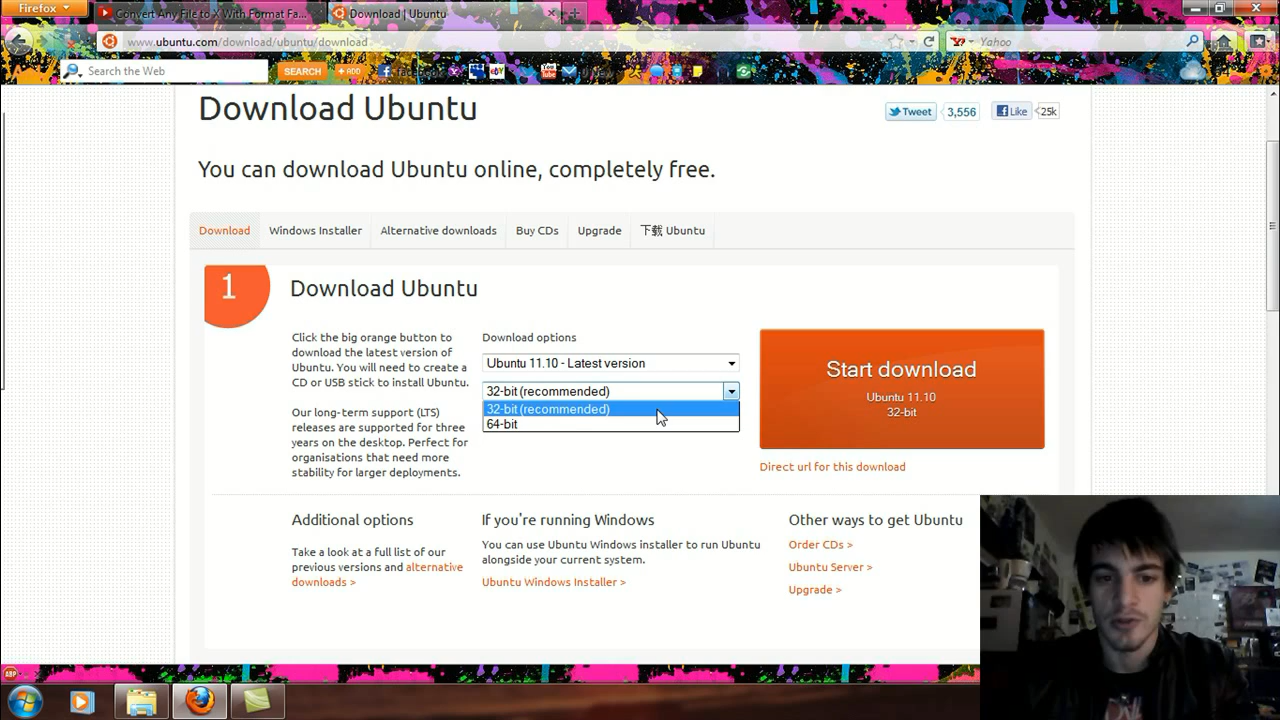 Firefox
Convert Any File to X With Format Fa...
Download | Ubuntu
www.ubuntu.com/download/ubuntu/download
Yahoo
Search the Web
SEARCH
+ ADD
facebook
You Tube
ebY
Download Ubuntu
Tweet
3,556
Like
25k
You can download Ubuntu online, completely free.
Download
Windows Installer
Alternative downloads
Buy CDs
Upgrade
下载 Ubuntu
1
Download Ubuntu
Click the big orange button to
download the latest version of
Ubuntu. You will need to create a
CD or USB stick to install Ubuntu.
Our long-term support (LTS)
releases are supported for three
years on the desktop. Perfect for
organisations that need more
stability for larger deployments.
Download options
Ubuntu 11.10 - Latest version
32-bit (recommended)
32-bit (recommended)
64-bit
Start download
Ubuntu 11.10
32-bit
Direct url for this download
Additional options
Take a look at a full list of our
previous versions and alternative
downloads >
If you're running Windows
You can use Ubuntu Windows installer to run Ubuntu
alongside your current system.
Ubuntu Windows Installer >
Other ways to get Ubuntu
Order CDs >
Ubuntu Server >
Upgrade >
ABP